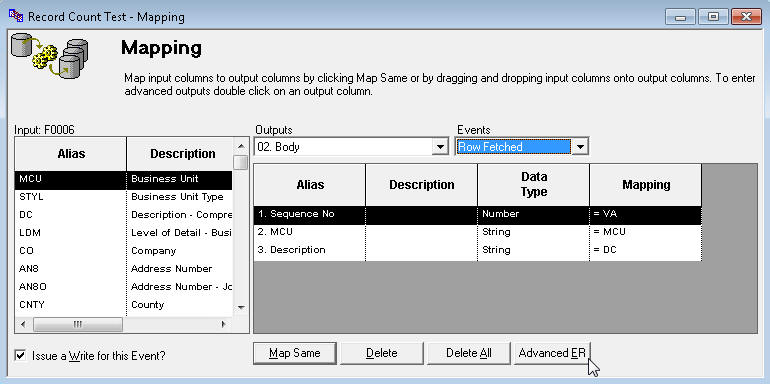 Record Count Test - Mapping
Mapping
Map input columns to output columns by clicking Map Same or by dragging and dropping input columns onto output columns. To enter
advanced outputs double click on an output column.
Input: F0006
Outputs
Events
02. Body
Row Fetched
Alias Description
MCU Business Unit
STYL Business Unit Type
DC Description - Compre
LDM Level of Detail - Busi
CO Company
AN8 Address Number
AN8O Address Number - Jo
CNTY County
Alias Description Data Type Mapping
1. Sequence No Number = VA
2. MCU String = MCU
3. Description String = DC
Issue a Write for this Event?
Map Same
Delete
Delete All
Advanced ER